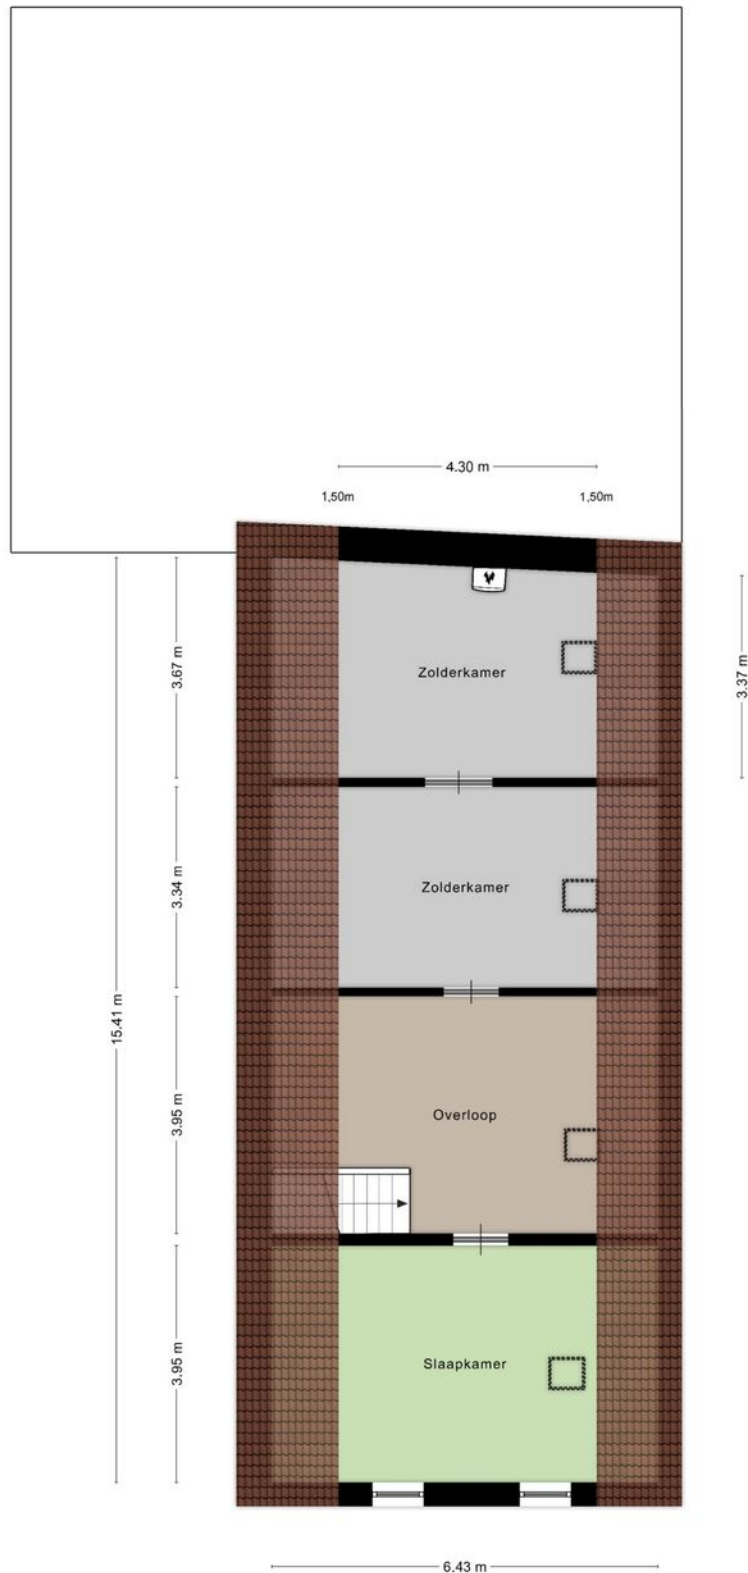 4.30 m
1,50m
1,50m
3.67 m
3.37 m
Zolderkamer
3.34 m
Zolderkamer
15.41 m
3.95 m
Overloop
3.95 m
Slaapkamer
6.43 m